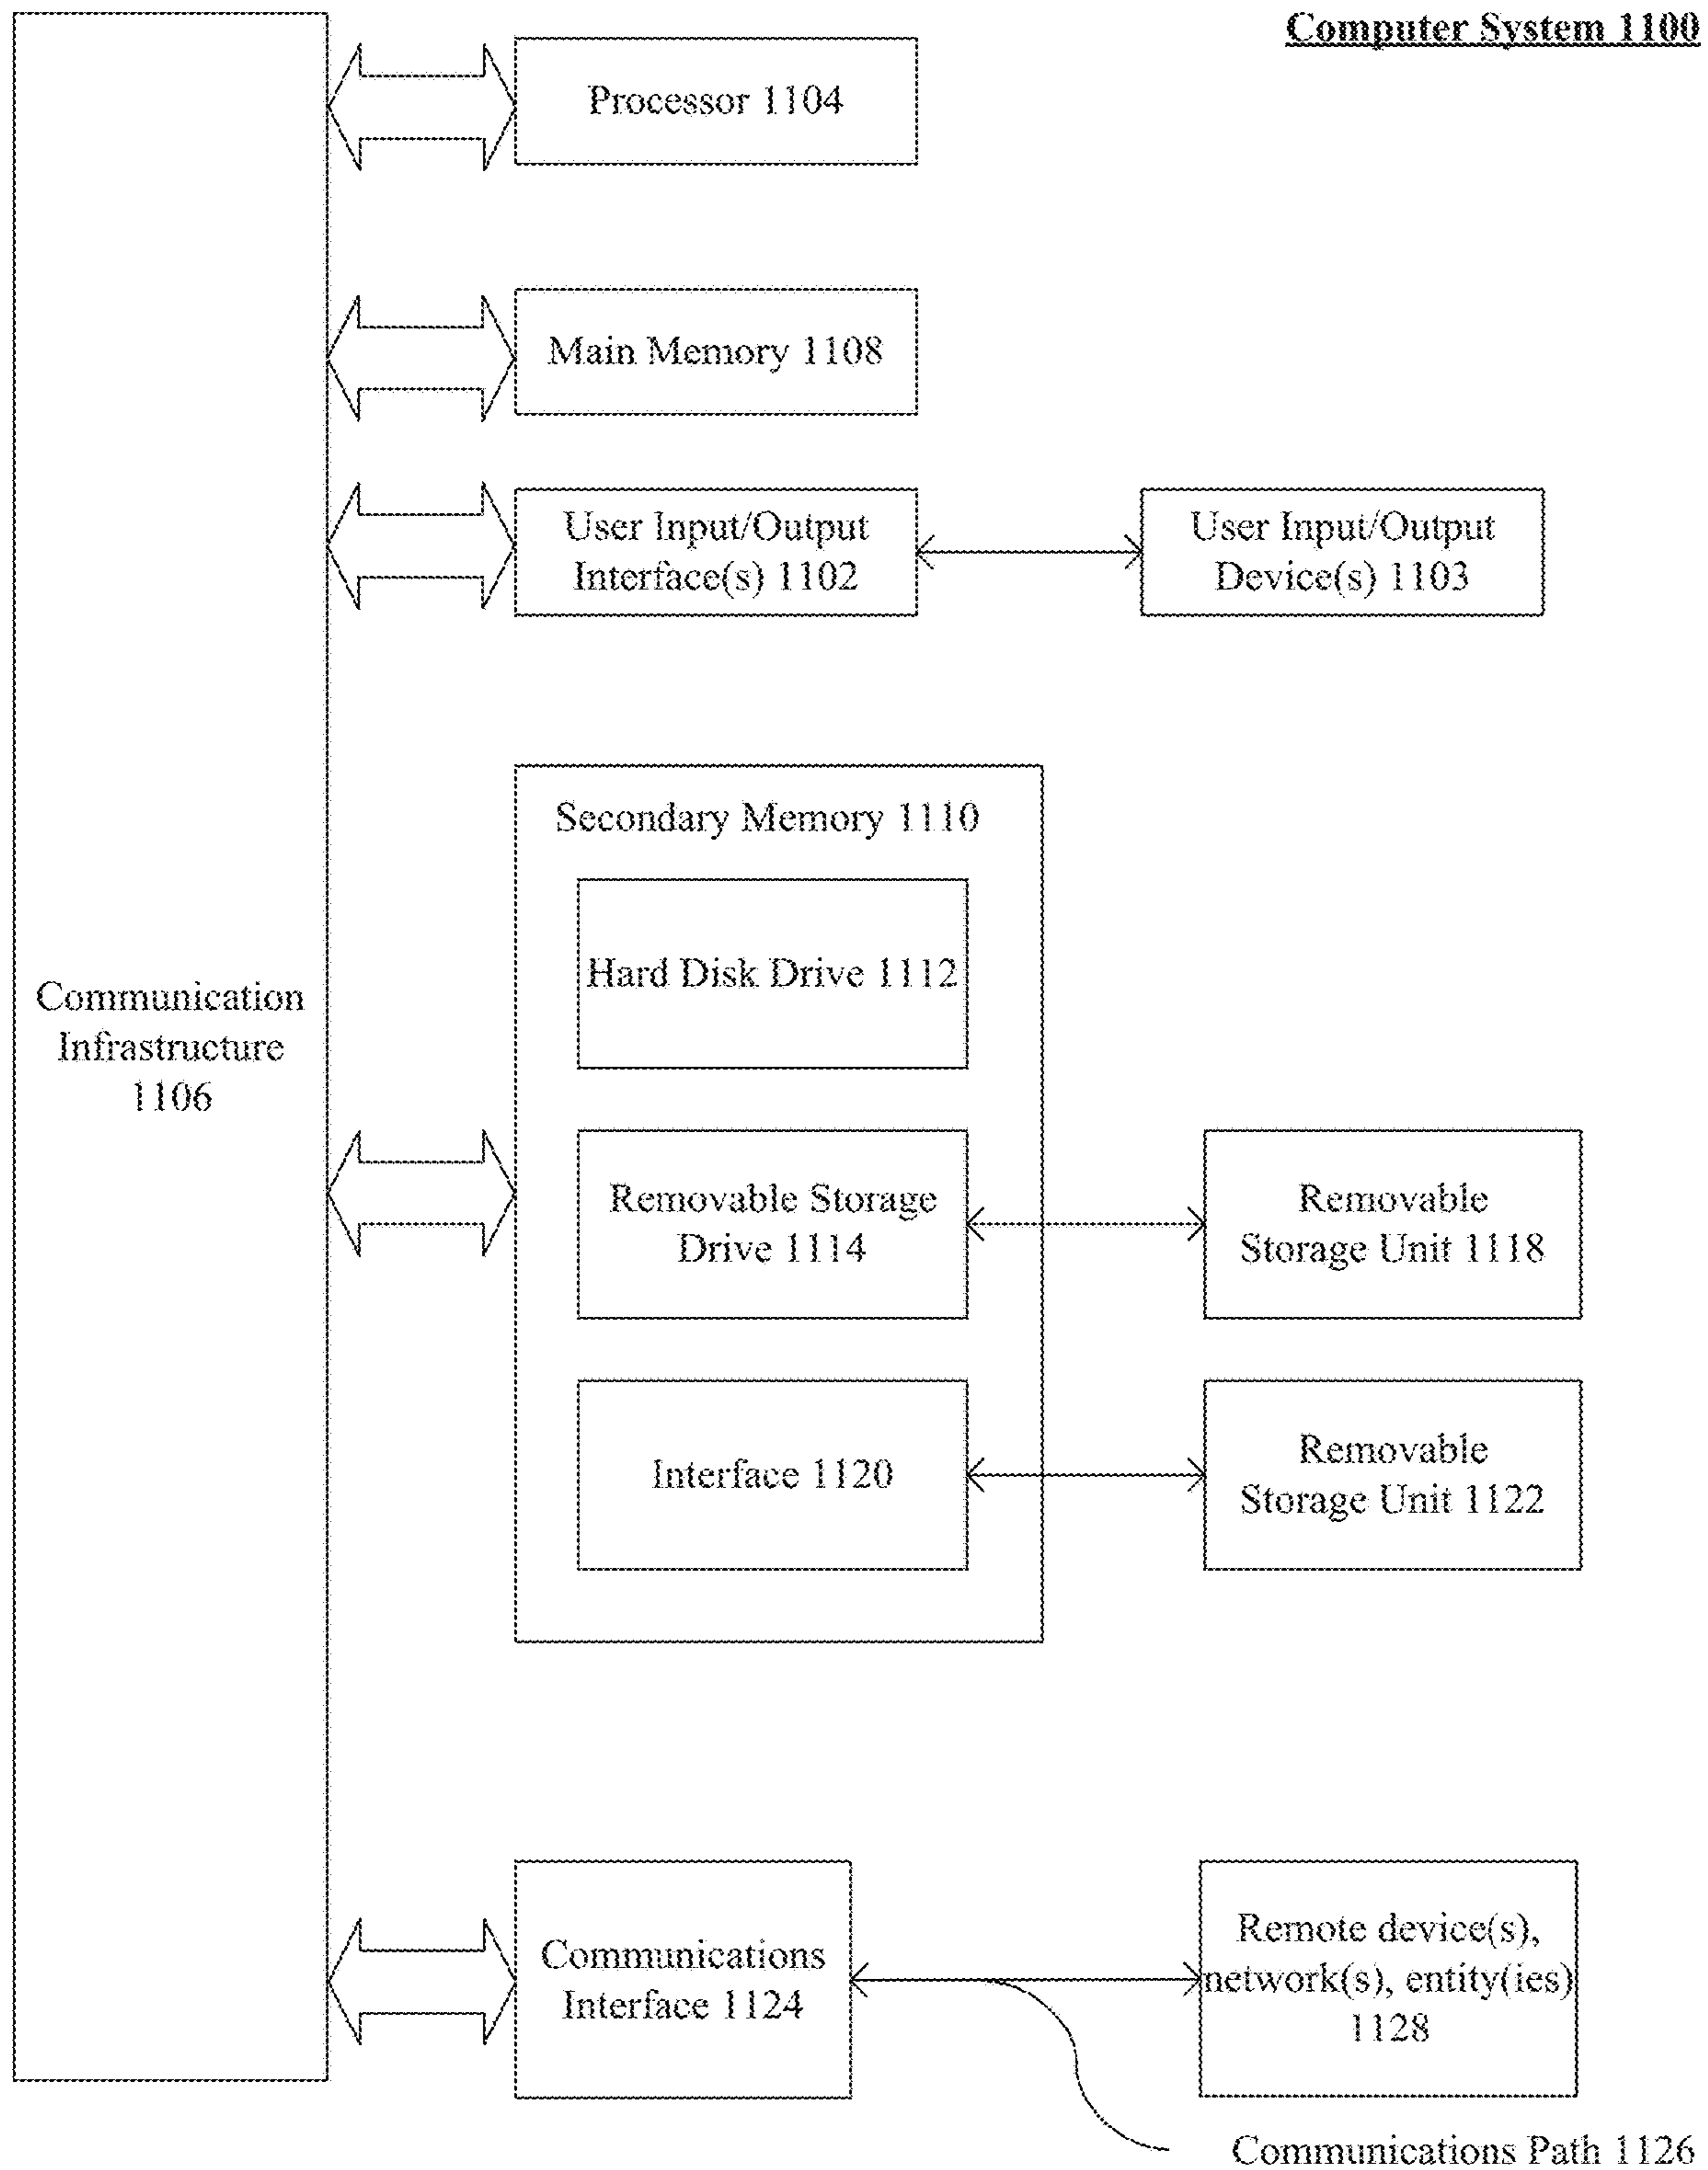 Computer System 1100
Processor 1104
Main Memory 1108
User Input/Output
Interface(s) 1102
User Input/Output
Device(s) 1103
Secondary Memory 1110
Hard Disk Drive 1112
Communication
Infrastructure
1106
Removable Storage
Drive 1114
Removable
Storage Unit 1118
Interface 1120
Removable
Storage Unit 1122
Communications
Interface 1124
Remote device(s),
network(s), entity(ies)
1128
Communications Path 1126